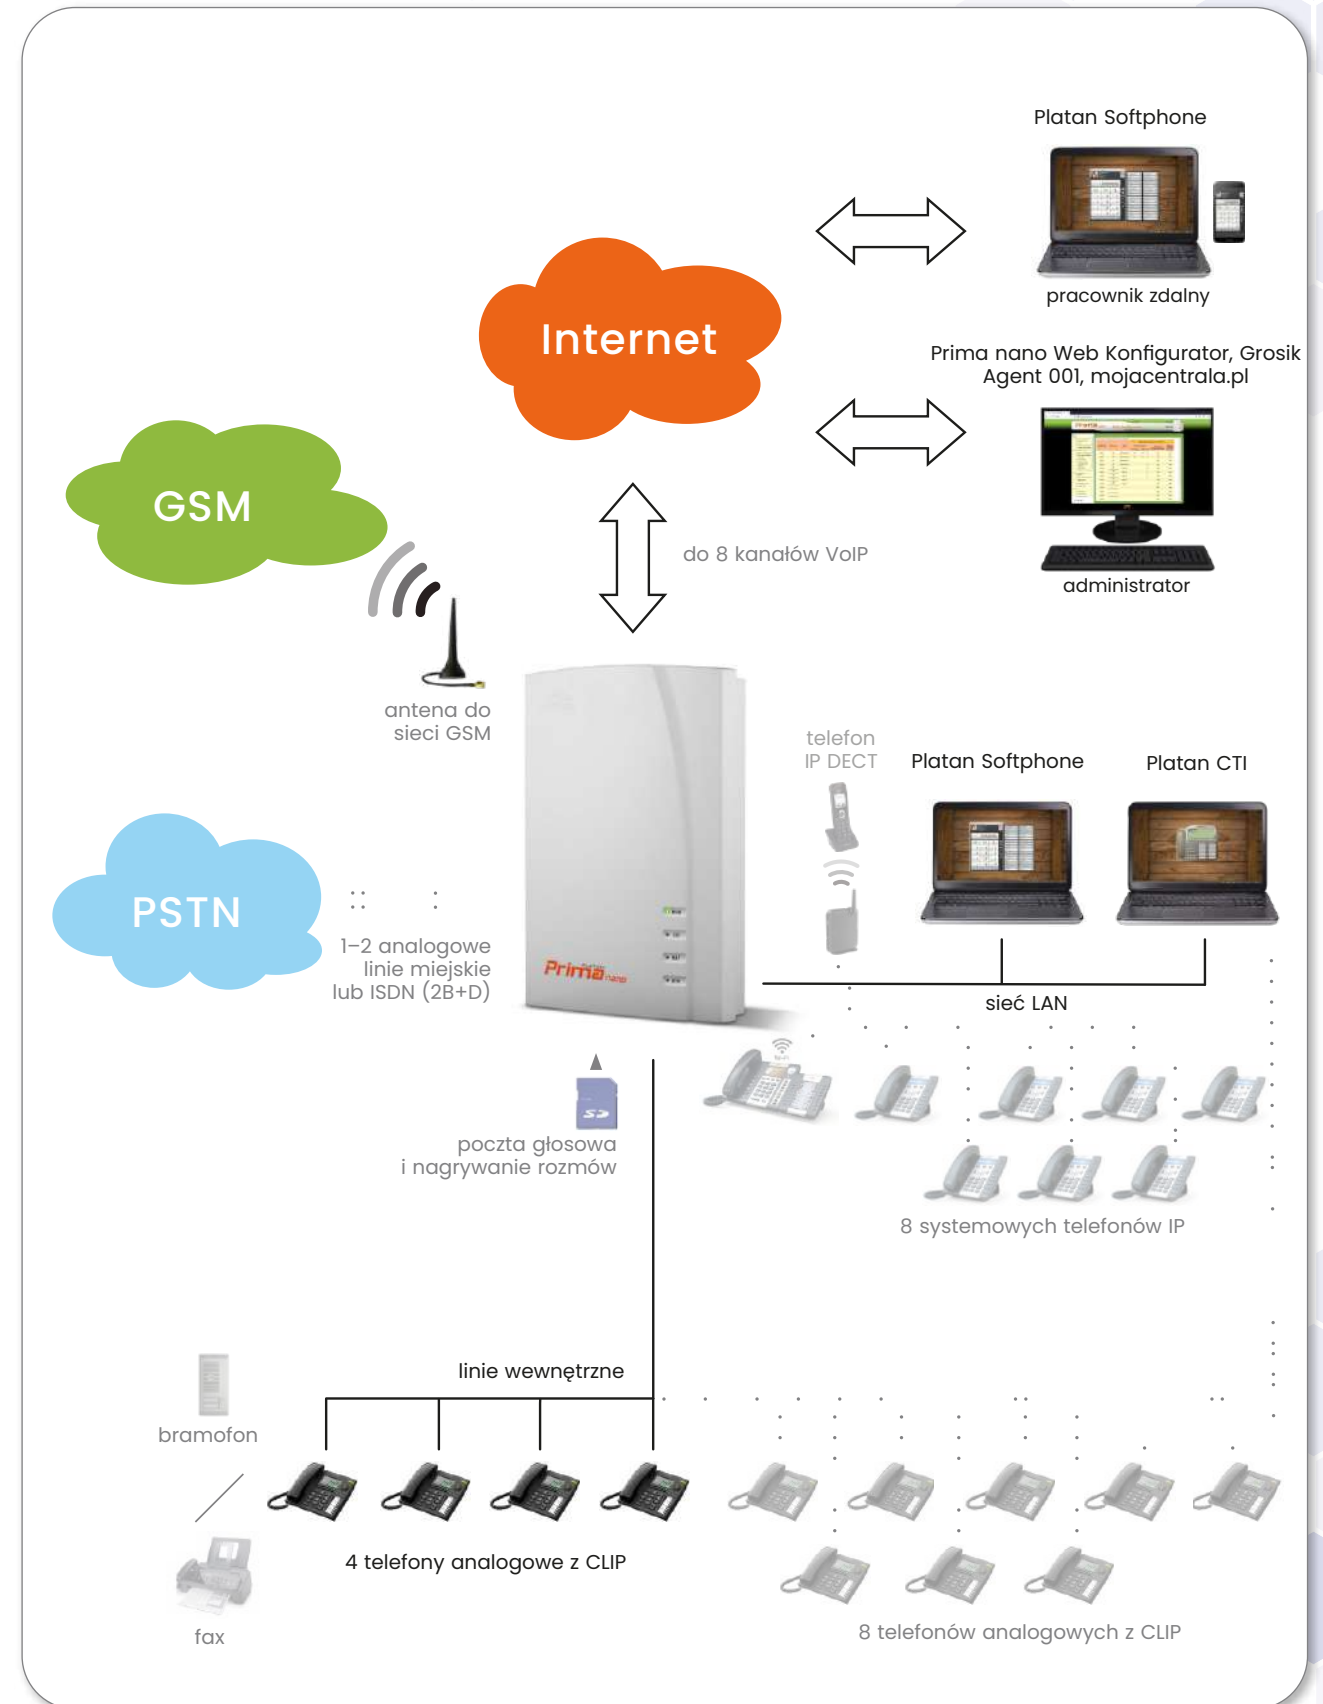 Platan Softphone
pracownik zdalny
Internet
Prima nano Web Konfigurator, Grosik
Agent 001, mojacentrala.pl
administrator
GSM
do 8 kanałów VoIP
antena do
sieci GSM
telefon
IP DECT
Platan Softphone
Platan CTI
PSTN
1–2 analogowe
linie miejskie
lub ISDN (2B+D)
Prima nano
sieć LAN
poczta głosowa
i nagrywanie rozmów
8 systemowych telefonów IP
linie wewnętrzne
bramofon
4 telefony analogowe z CLIP
fax
8 telefonów analogowych z CLIP